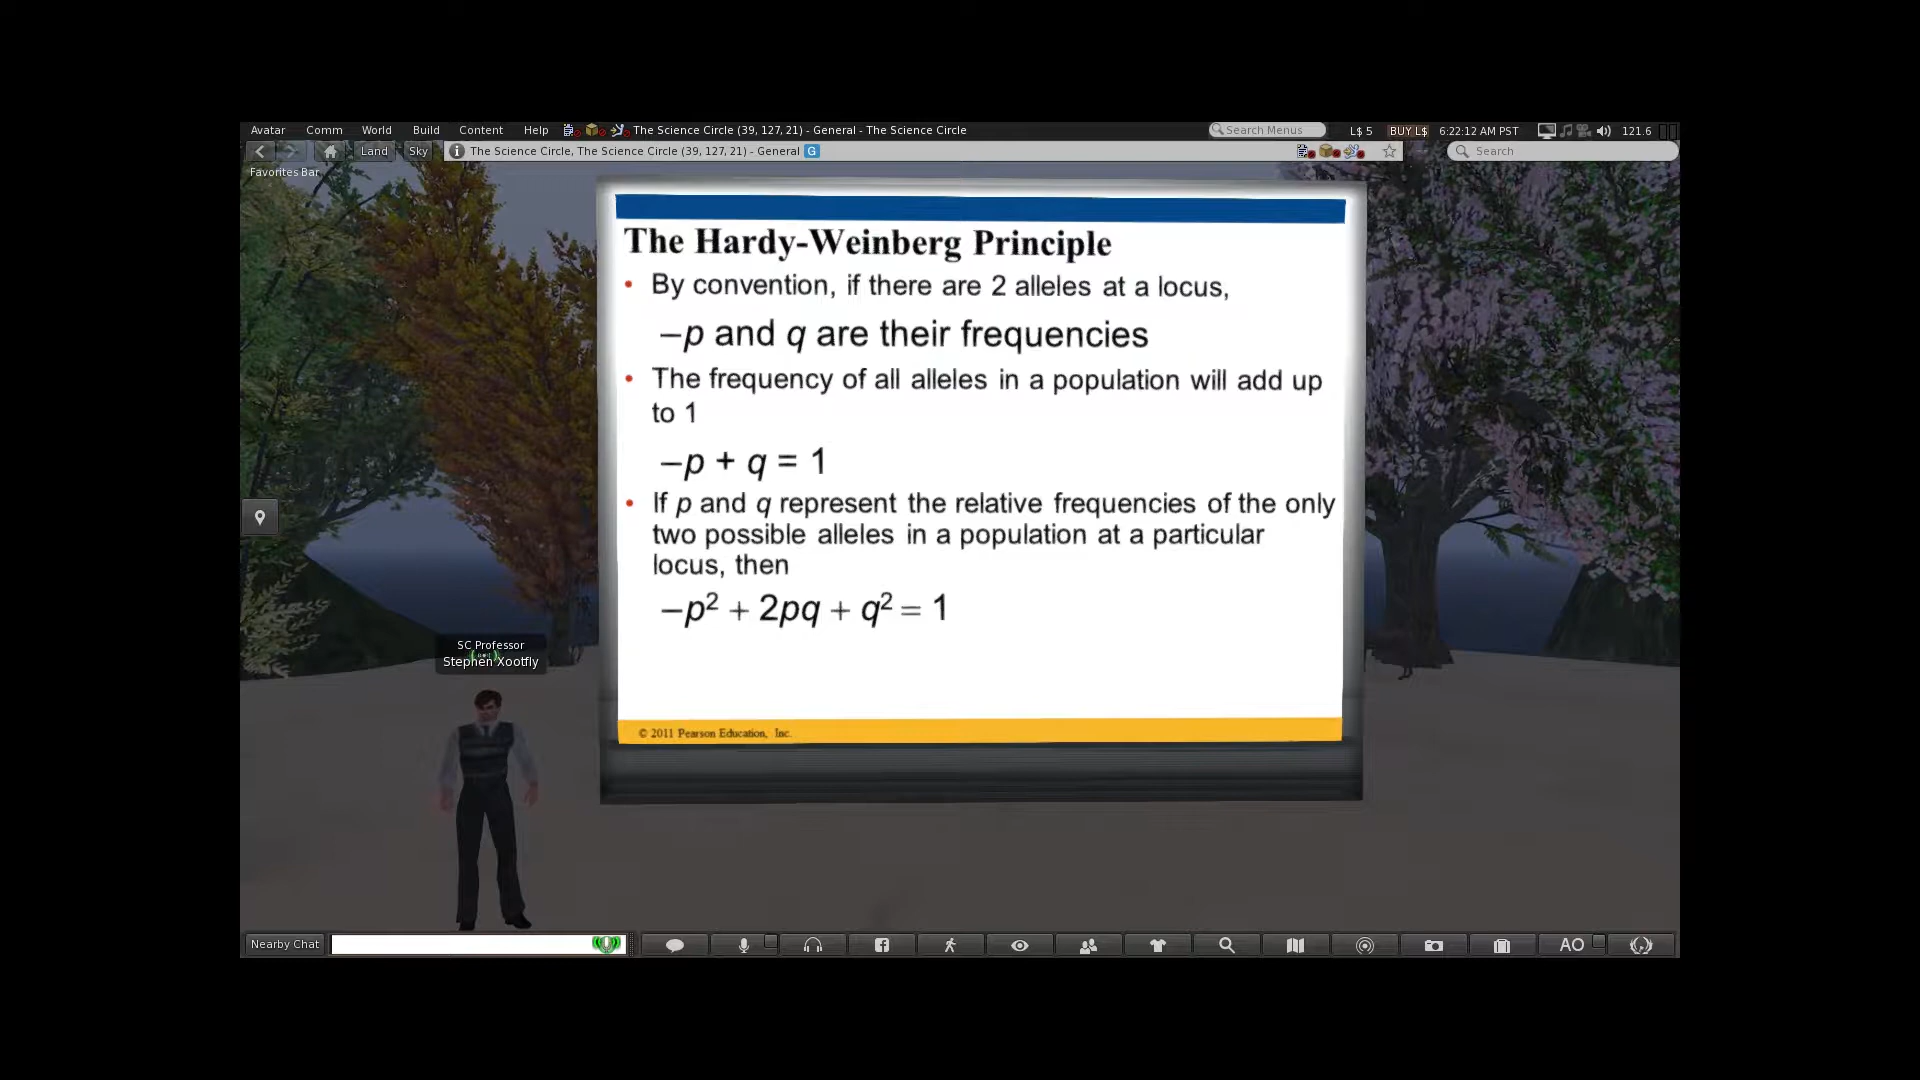 Avatar Comm World Build Content Help The Science Circle (39, 127, 21) - General - The Science Circle Search Menus L$ 5 BUY L$ 6:22:12 AM PST 121.6
Land Sky The Science Circle, The Science Circle (39, 127, 21) - General G Search
Favorites Bar
The Hardy-Weinberg Principle
• By convention, if there are 2 alleles at a locus,
–p and q are their frequencies
• The frequency of all alleles in a population will add up
to 1
–p + q = 1
• If p and q represent the relative frequencies of the only
two possible alleles in a population at a particular
locus, then
–p² + 2pq + q² = 1
© 2011 Pearson Education, Inc.
SC Professor
Stephen Xootfly
Nearby Chat AO